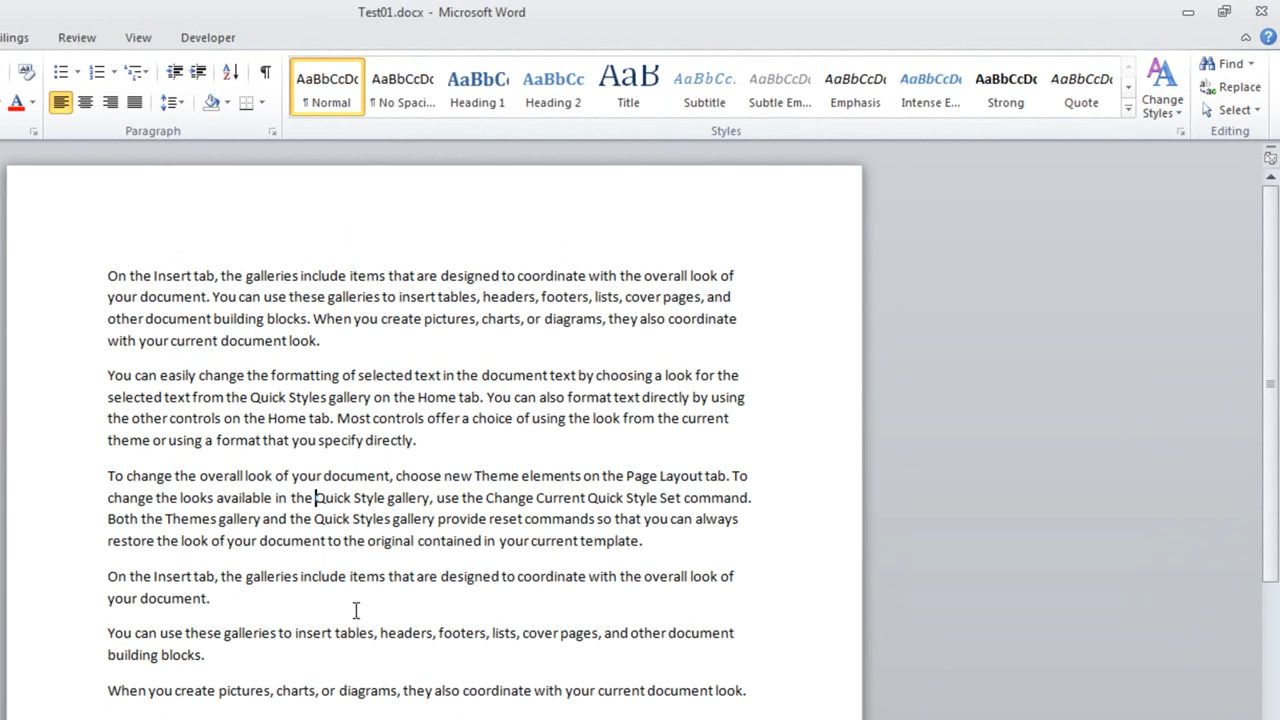 Test01.docx - Microsoft Word
ilings Review View Developer
AaBbCcDc AaBbCcDc AaBbC AaBbCc AaB AaBbCc. AaBbCcDc AaBbCcDc AaBbCcDc AaBbCcDc AaBbCcDc
¶ Normal ¶ No Spaci... Heading 1 Heading 2 Title Subtitle Subtle Em... Emphasis Intense E... Strong Quote
Change Styles
Find
Replace
Select
Paragraph Styles Editing
On the Insert tab, the galleries include items that are designed to coordinate with the overall look of
your document. You can use these galleries to insert tables, headers, footers, lists, cover pages, and
other document building blocks. When you create pictures, charts, or diagrams, they also coordinate
with your current document look.
You can easily change the formatting of selected text in the document text by choosing a look for the
selected text from the Quick Styles gallery on the Home tab. You can also format text directly by using
the other controls on the Home tab. Most controls offer a choice of using the look from the current
theme or using a format that you specify directly.
To change the overall look of your document, choose new Theme elements on the Page Layout tab. To
change the looks available in the Quick Style gallery, use the Change Current Quick Style Set command.
Both the Themes gallery and the Quick Styles gallery provide reset commands so that you can always
restore the look of your document to the original contained in your current template.
On the Insert tab, the galleries include items that are designed to coordinate with the overall look of
your document.
You can use these galleries to insert tables, headers, footers, lists, cover pages, and other document
building blocks.
When you create pictures, charts, or diagrams, they also coordinate with your current document look.